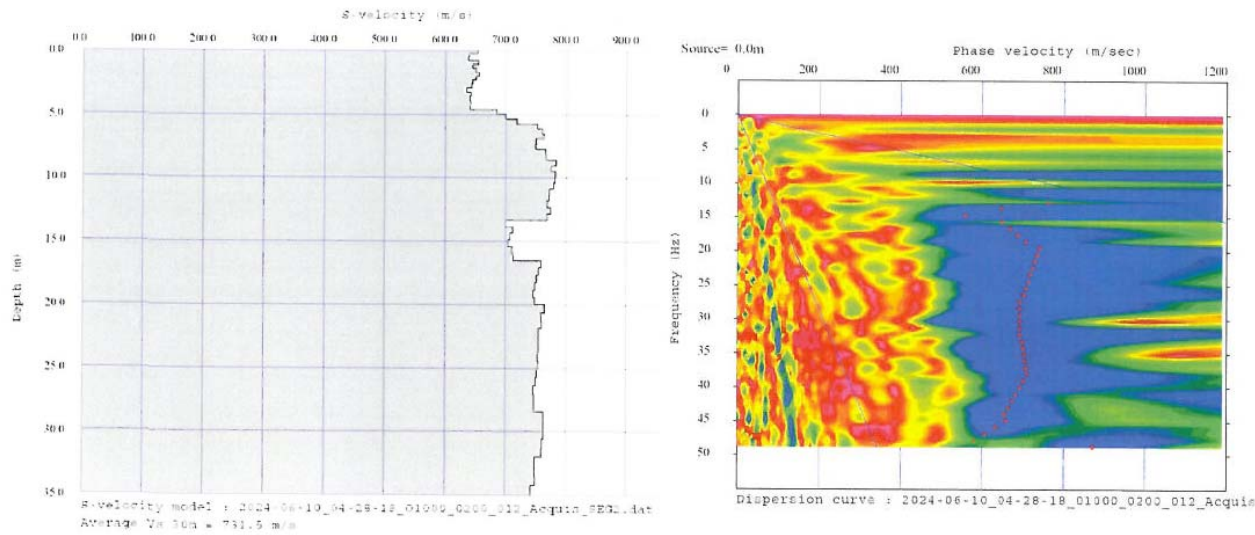 S-velocity (m/s)
0.0 100.0 200.0 300.0 400.0 500.0 600.0 700.0 800.0 900.0
0.0
5.0
10.0
15.0
20.0
25.0
30.0
35.0
Depth (m)
S-velocity model : 2024-06-10_04-28-18_01000_0200_012_Acquis_SEG2.dat
Average Vs 30m = m/s
Source= 0.0m
Phase velocity (m/sec)
0 200 400 600 800 1000 1200
0
5
10
15
20
25
30
35
40
45
50
Frequency (Hz)
Dispersion curve : 2024-06-10_04-28-18_01000_0200_012_Acquis